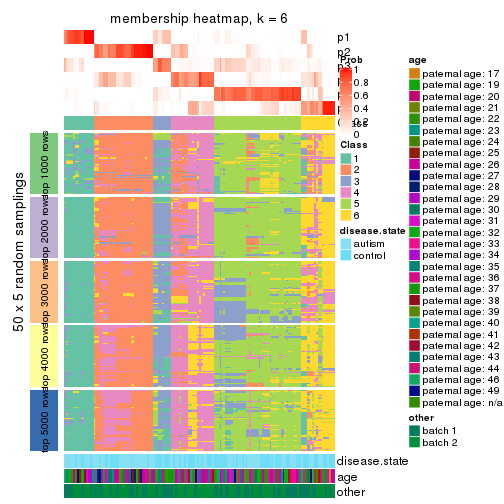 membership heatmap, k = 6
p1
p2
p3
Prob
1
0.8
0.6
0.4
0.2
0
Class
1
2
3
4
5
6
disease.state
autism
control
age
paternal age: 17
paternal age: 19
paternal age: 20
paternal age: 21
paternal age: 22
paternal age: 23
paternal age: 24
paternal age: 25
paternal age: 26
paternal age: 27
paternal age: 28
paternal age: 29
paternal age: 30
paternal age: 31
paternal age: 32
paternal age: 33
paternal age: 34
paternal age: 35
paternal age: 36
paternal age: 37
paternal age: 38
paternal age: 39
paternal age: 40
paternal age: 41
paternal age: 42
paternal age: 43
paternal age: 44
paternal age: 46
paternal age: 49
paternal age: n/a
other
batch 1
batch 2
50 x 5 random samplings
top 1000 rows
top 2000 rows
top 3000 rows
top 4000 rows
top 5000 rows
disease.state
age
other